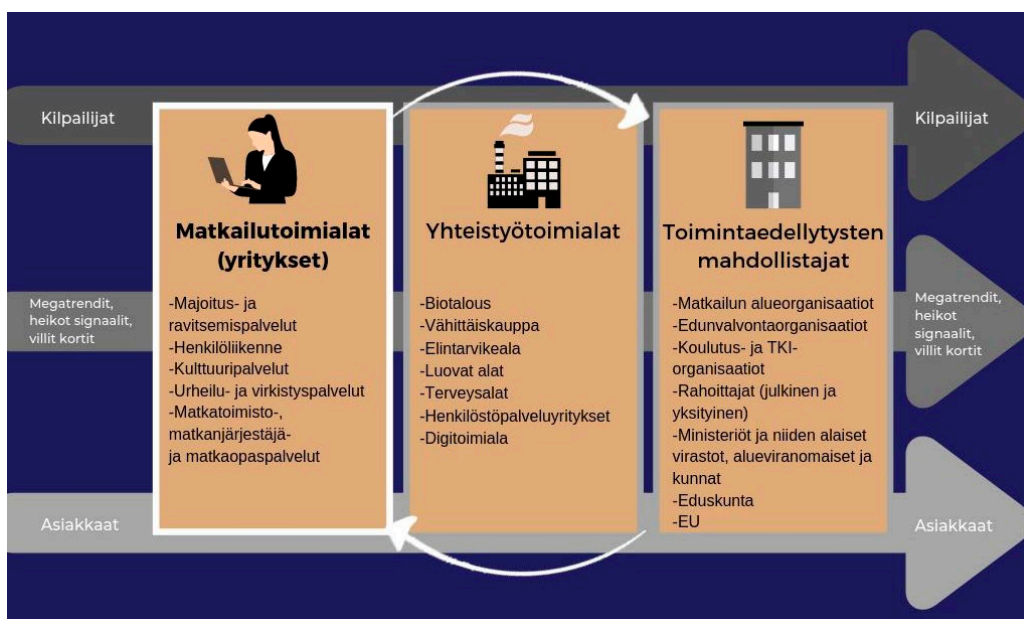 Kilpailijat
Megatrendit,
heikot signaalit,
villit kortit
Asiakkaat
Matkailutoimialat
(yritykset)
-Majoitus- ja
ravitsemispalvelut
-Henkilöliikenne
-Kulttuuripalvelut
-Urheilu- ja virkistyspalvelut
-Matkatoimisto-,
matkanjärjestäjä-
ja matkaopaspalvelut
Yhteistyötoimialat
-Biotalous
-Vähittäiskauppa
-Elintarvikeala
-Luovat alat
-Terveysalat
-Henkilöstöpalveluyritykset
-Digitoimiala
Toimintaedellytysten
mahdollistajat
-Matkailun alueorganisaatiot
-Edunvalvontaorganisaatiot
-Koulutus- ja TKI-
organisaatiot
-Rahoittajat (julkinen ja
yksityinen)
-Ministeriöt ja niiden alaiset
virastot, alueviranomaiset ja
kunnat
-Eduskunta
-EU
Kilpailijat
Megatrendit,
heikot
signaalit,
villit kortit
Asiakkaat